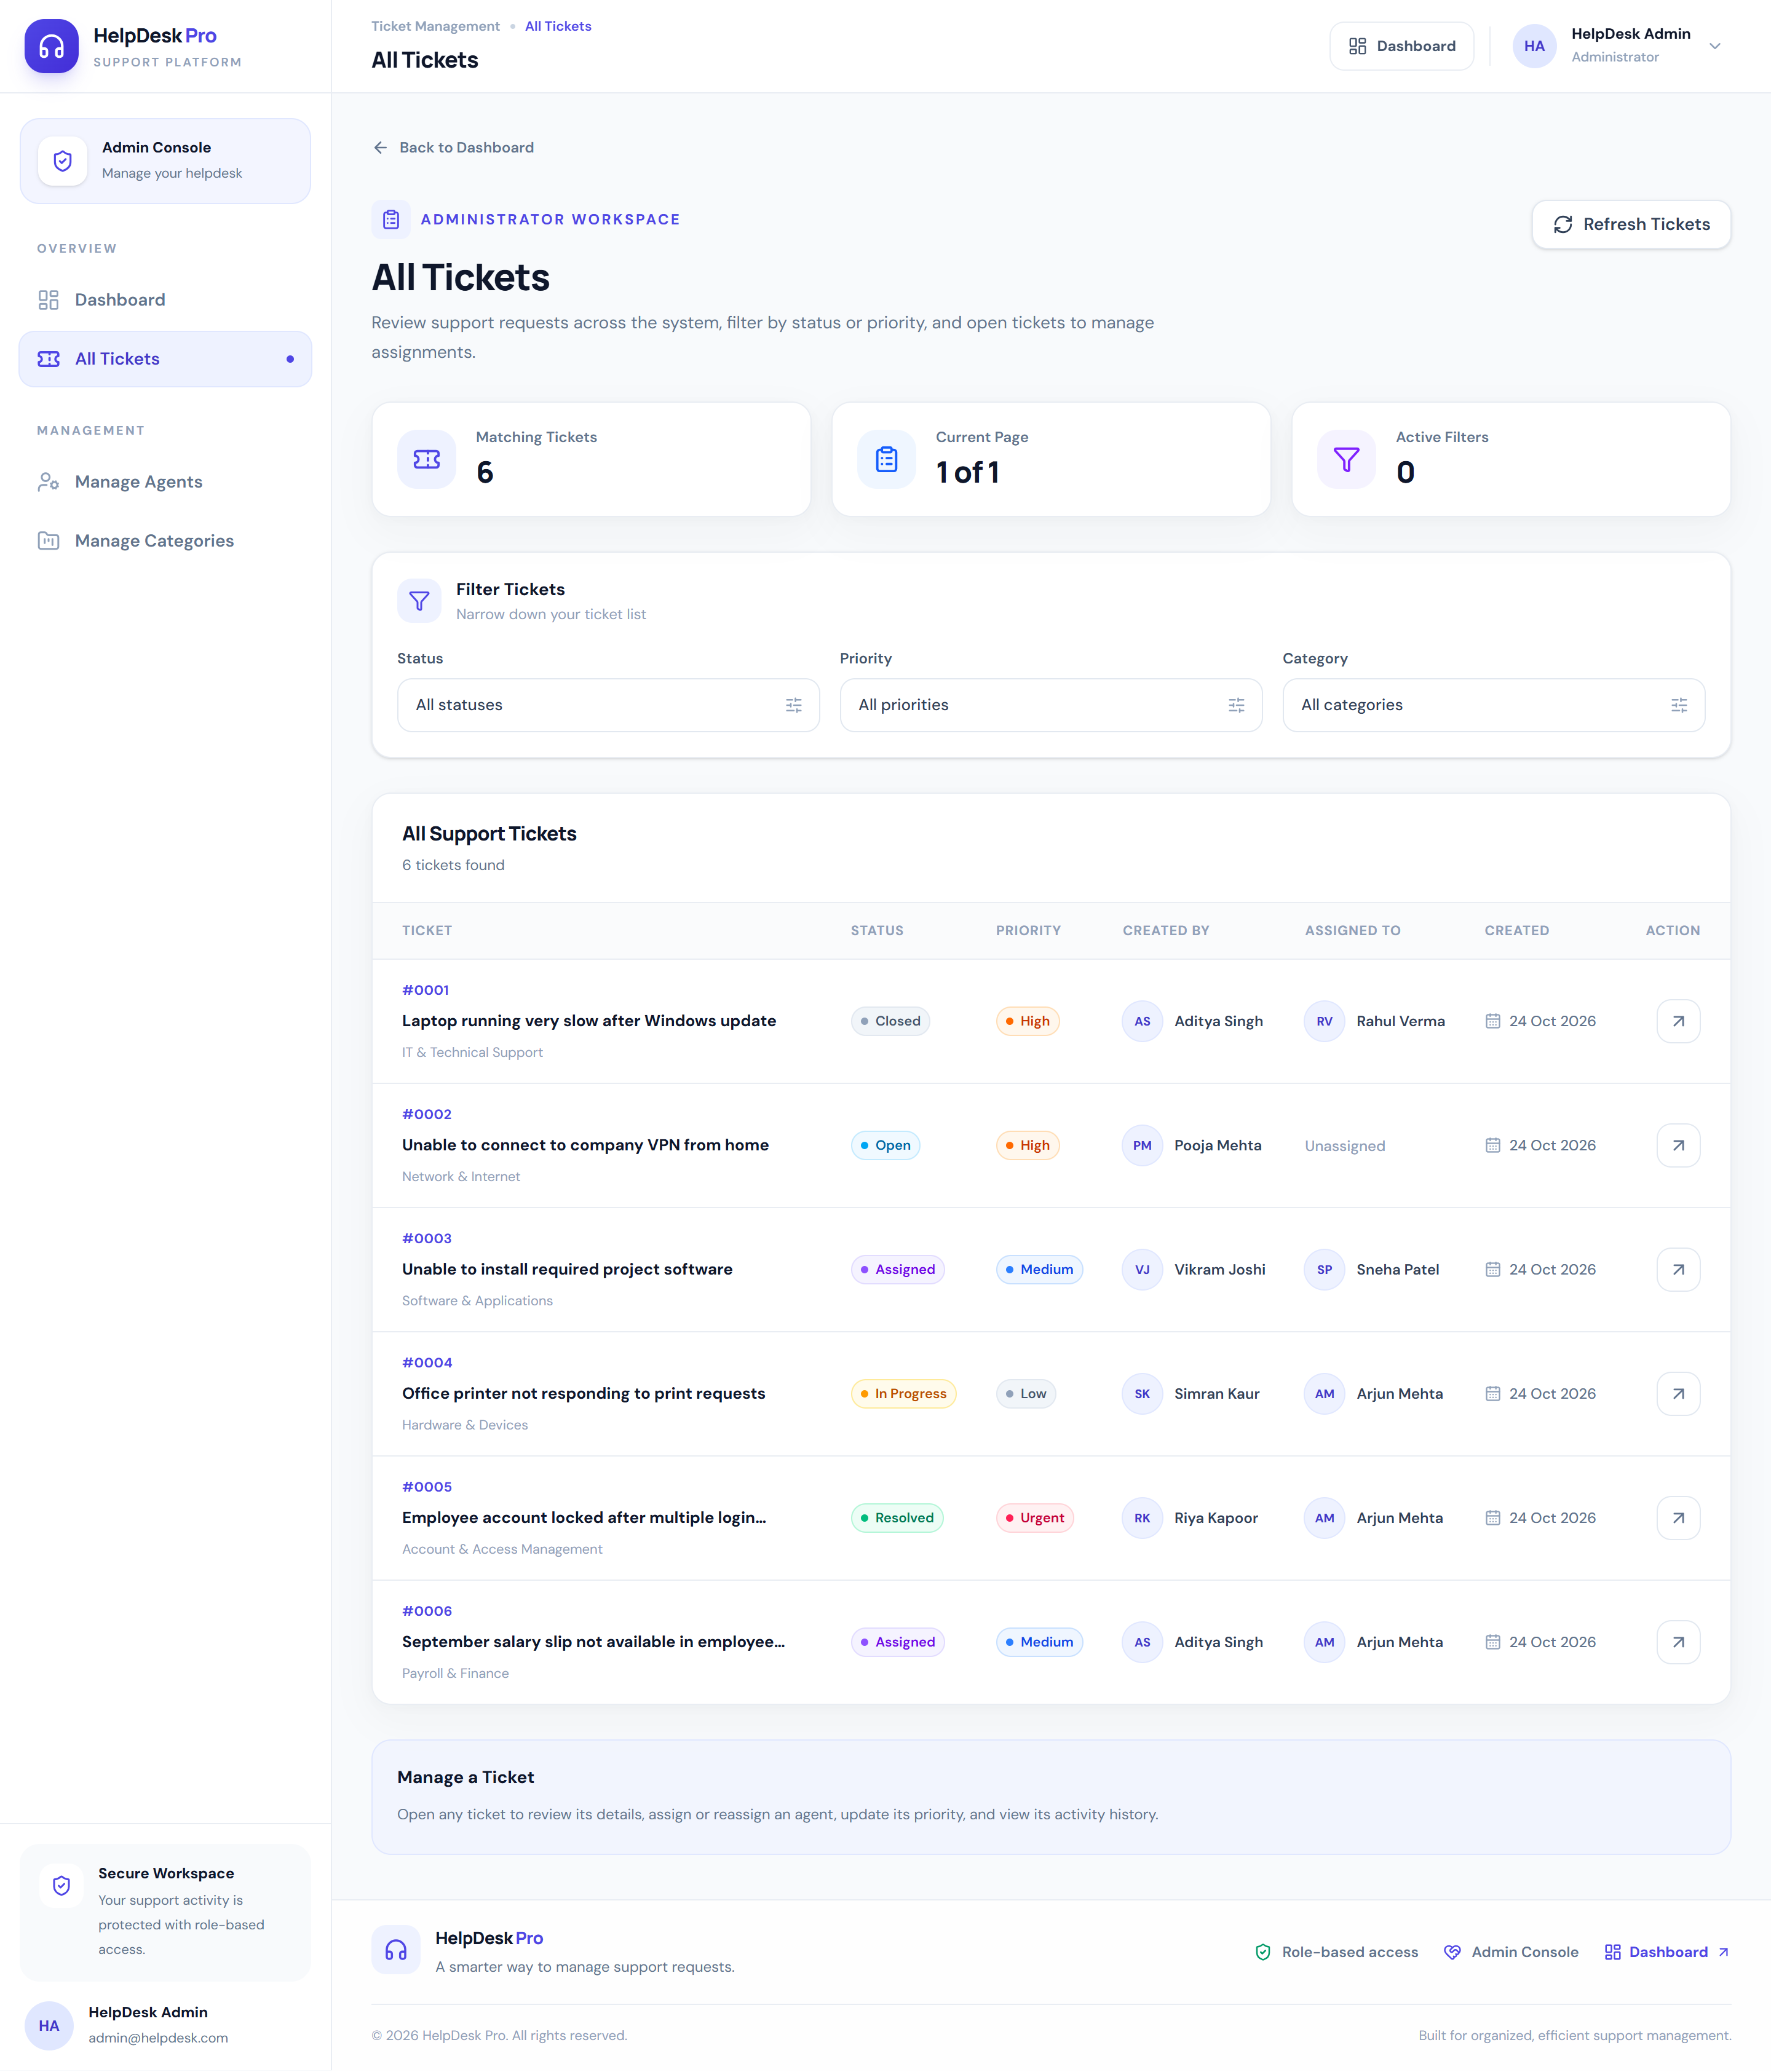 HelpDesk Pro
SUPPORT PLATFORM
Admin Console
Manage your helpdesk
OVERVIEW
Dashboard
All Tickets
MANAGEMENT
Manage Agents
Manage Categories
Secure Workspace
Your support activity is
protected with role-based
access.
HA
HelpDesk Admin
admin@helpdesk.com
Ticket Management • All Tickets
All Tickets
Dashboard
HA
HelpDesk Admin
Administrator
Back to Dashboard
ADMINISTRATOR WORKSPACE
Refresh Tickets
All Tickets
Review support requests across the system, filter by status or priority, and open tickets to manage
assignments.
Matching Tickets
6
Current Page
1 of 1
Active Filters
0
Filter Tickets
Narrow down your ticket list
Status
All statuses
Priority
All priorities
Category
All categories
All Support Tickets
6 tickets found
TICKET STATUS PRIORITY CREATED BY ASSIGNED TO CREATED ACTION
#0001
Laptop running very slow after Windows update Closed High AS Aditya Singh RV Rahul Verma 24 Oct 2026
IT & Technical Support
#0002
Unable to connect to company VPN from home Open High PM Pooja Mehta Unassigned 24 Oct 2026
Network & Internet
#0003
Unable to install required project software Assigned Medium VJ Vikram Joshi SP Sneha Patel 24 Oct 2026
Software & Applications
#0004
Office printer not responding to print requests In Progress Low SK Simran Kaur AM Arjun Mehta 24 Oct 2026
Hardware & Devices
#0005
Employee account locked after multiple login... Resolved Urgent RK Riya Kapoor AM Arjun Mehta 24 Oct 2026
Account & Access Management
#0006
September salary slip not available in employee... Assigned Medium AS Aditya Singh AM Arjun Mehta 24 Oct 2026
Payroll & Finance
Manage a Ticket
Open any ticket to review its details, assign or reassign an agent, update its priority, and view its activity history.
HelpDesk Pro
A smarter way to manage support requests.
Role-based access
Admin Console
Dashboard
© 2026 HelpDesk Pro. All rights reserved.
Built for organized, efficient support management.